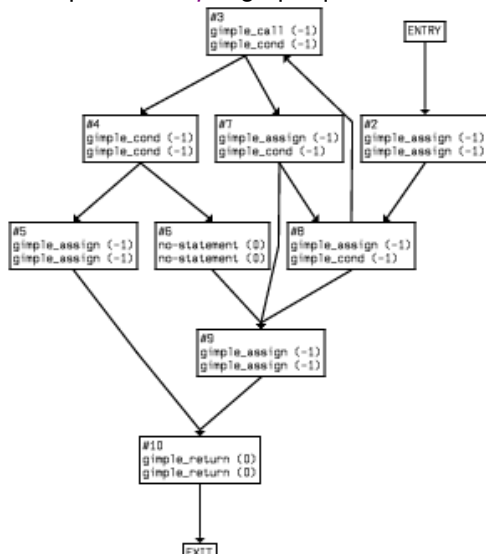 #3
gimple_call (-1)
gimple_cond (-1)
ENTRY
#4
gimple_cond (-1)
gimple_cond (-1)
#7
gimple_assign (-1)
gimple_cond (-1)
#2
gimple_assign (-1)
gimple_assign (-1)
#5
gimple_assign (-1)
gimple_assign (-1)
#6
no-statement (0)
no-statement (0)
#8
gimple_assign (-1)
gimple_cond (-1)
#9
gimple_assign (-1)
gimple_assign (-1)
#10
gimple_return (0)
gimple_return (0)
EXIT